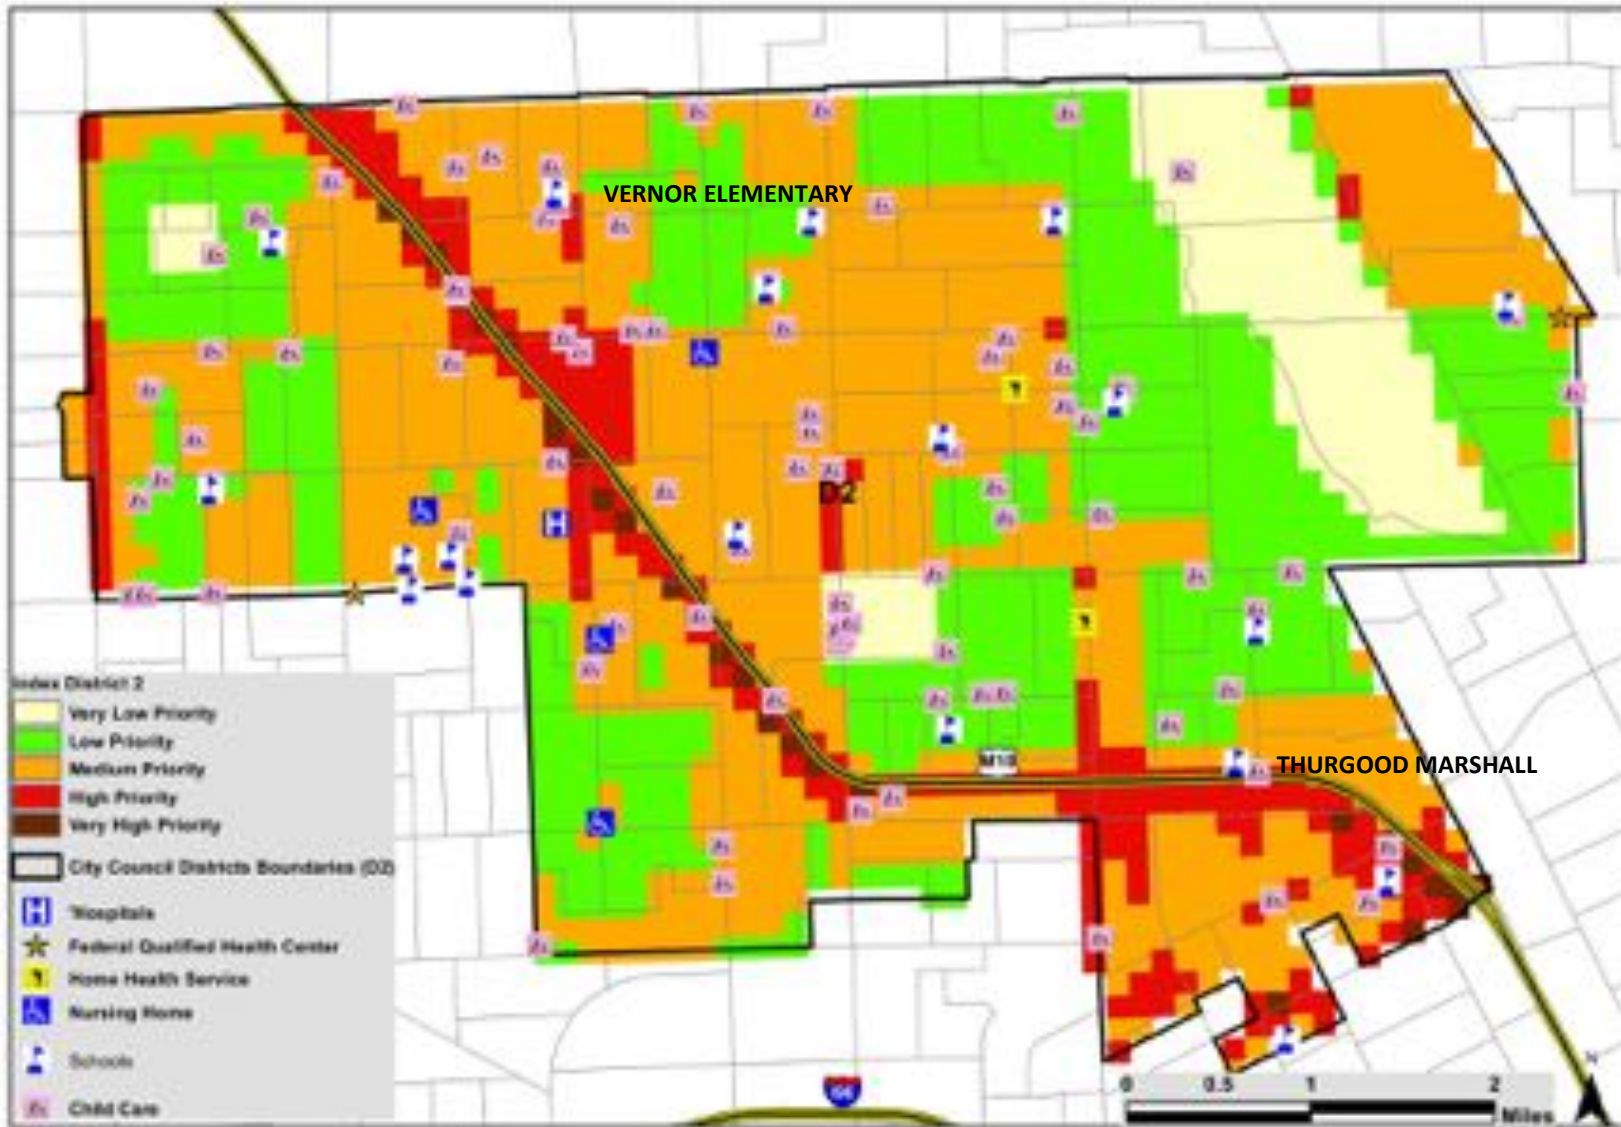 VERNOR ELEMENTARY
D2
M10
THURGOOD MARSHALL
Index District 2
Very Low Priority
Low Priority
Medium Priority
High Priority
Very High Priority
City Council Districts Boundaries (D2)
Hospitals
Federal Qualified Health Center
Home Health Service
Nursing Home
Schools
Child Care
N
0 0.5 1 2
Miles